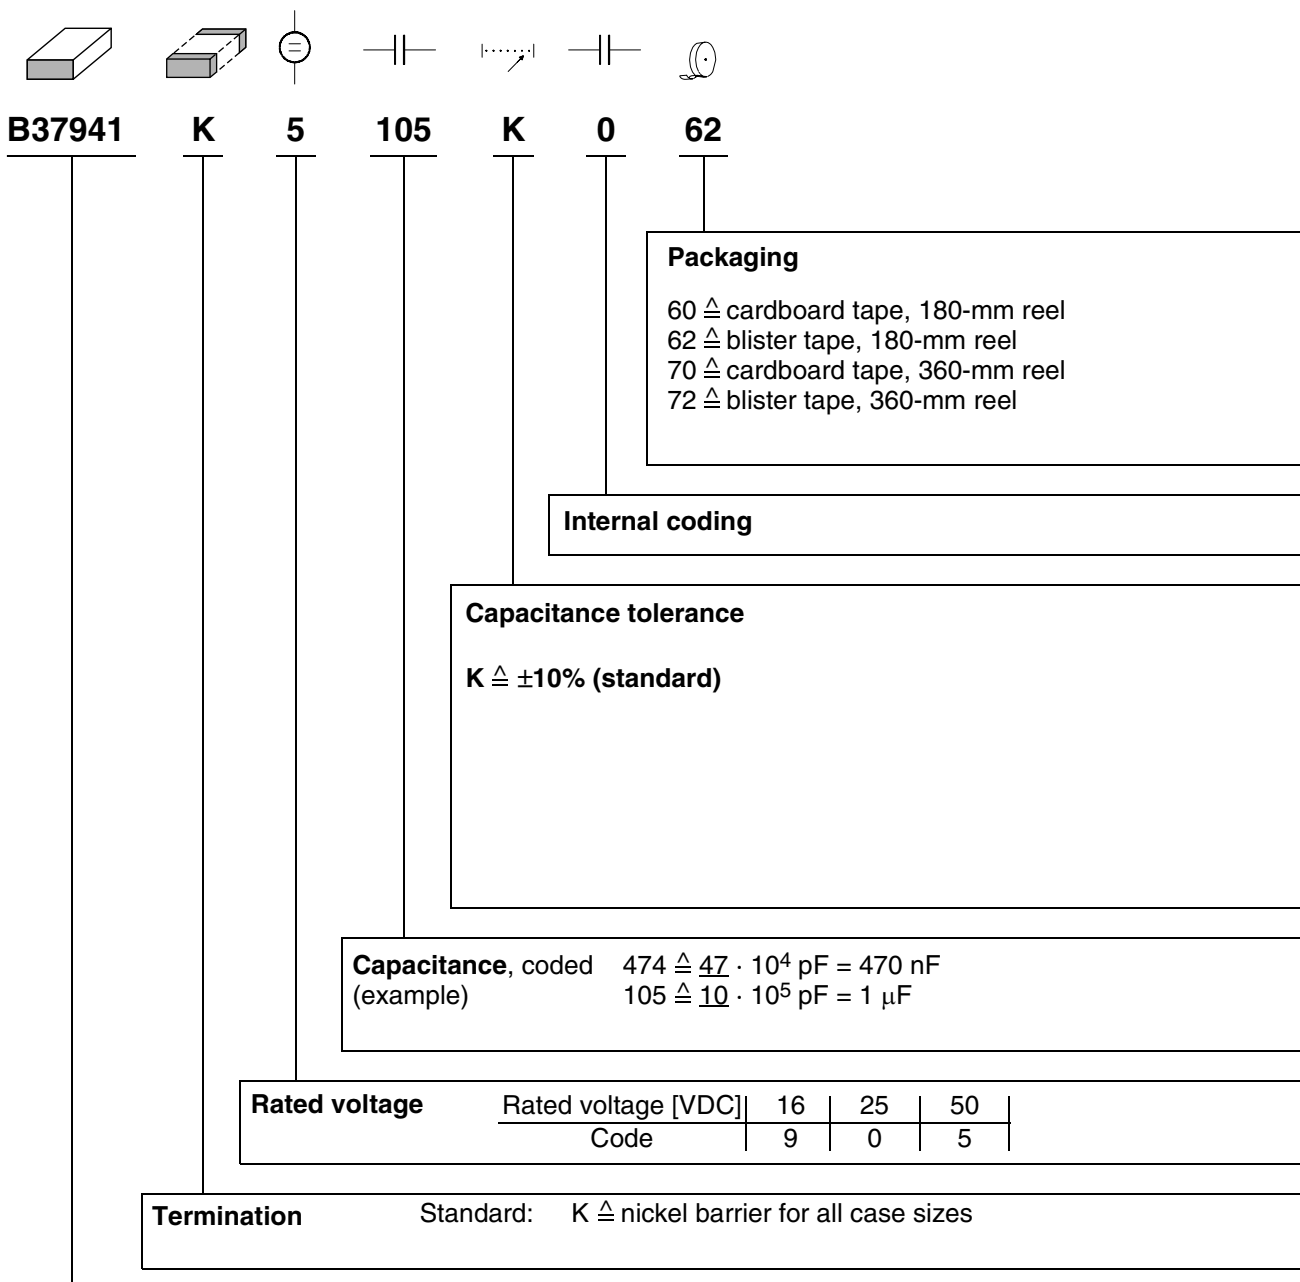 B37941 K 5 105 K 0 62
Packaging
60 ≙ cardboard tape, 180-mm reel
62 ≙ blister tape, 180-mm reel
70 ≙ cardboard tape, 360-mm reel
72 ≙ blister tape, 360-mm reel
Internal coding
Capacitance tolerance
K ≙ ±10% (standard)
Capacitance, coded 474 ≙ 47 · 10⁴ pF = 470 nF
(example) 105 ≙ 10 · 10⁵ pF = 1 μF
Rated voltage Rated voltage [VDC] 16 25 50
Code 9 0 5
Termination Standard: K ≙ nickel barrier for all case sizes